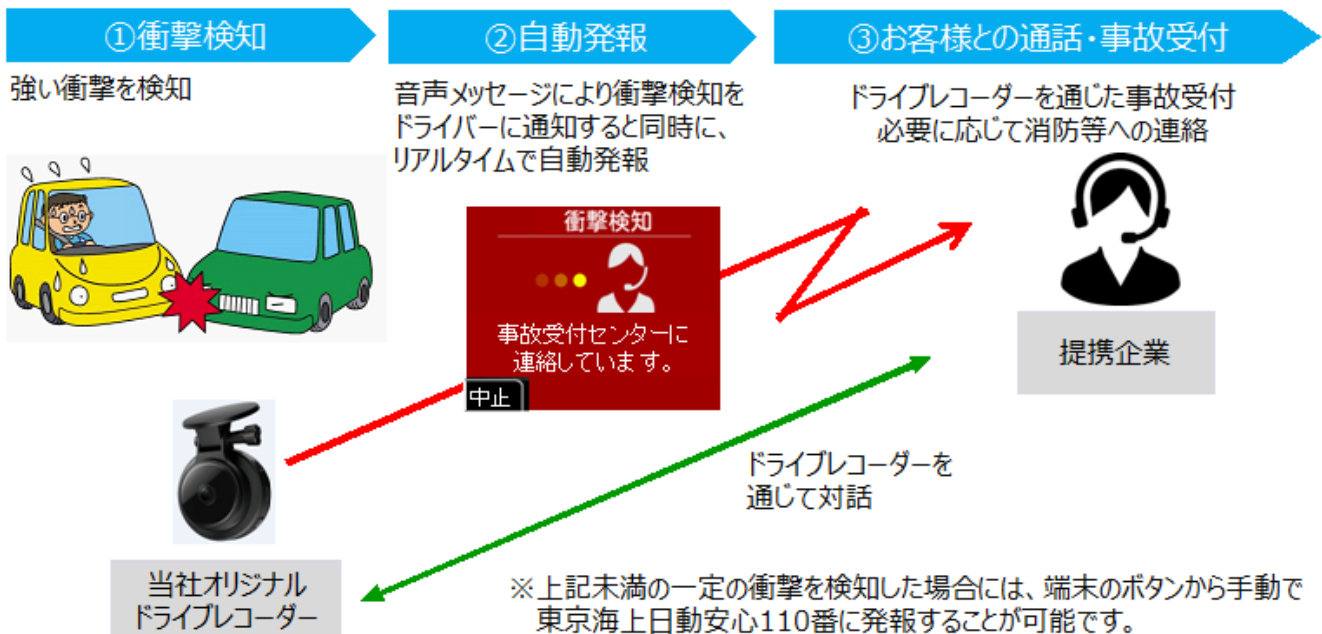 ①衝撃検知
②自動発報
③お客様との通話・事故受付
強い衝撃を検知
音声メッセージにより衝撃検知を
ドライバーに通知すると同時に、
リアルタイムで自動発報
ドライブレコーダーを通じた事故受付
必要に応じて消防等への連絡
衝撃検知
事故受付センターに
連絡しています。
中止
提携企業
ドライブレコーダーを
通じて対話
当社オリジナル
ドライブレコーダー
※上記未満の一定の衝撃を検知した場合には、端末のボタンから手動で
東京海上日動安心110番に発報することが可能です。